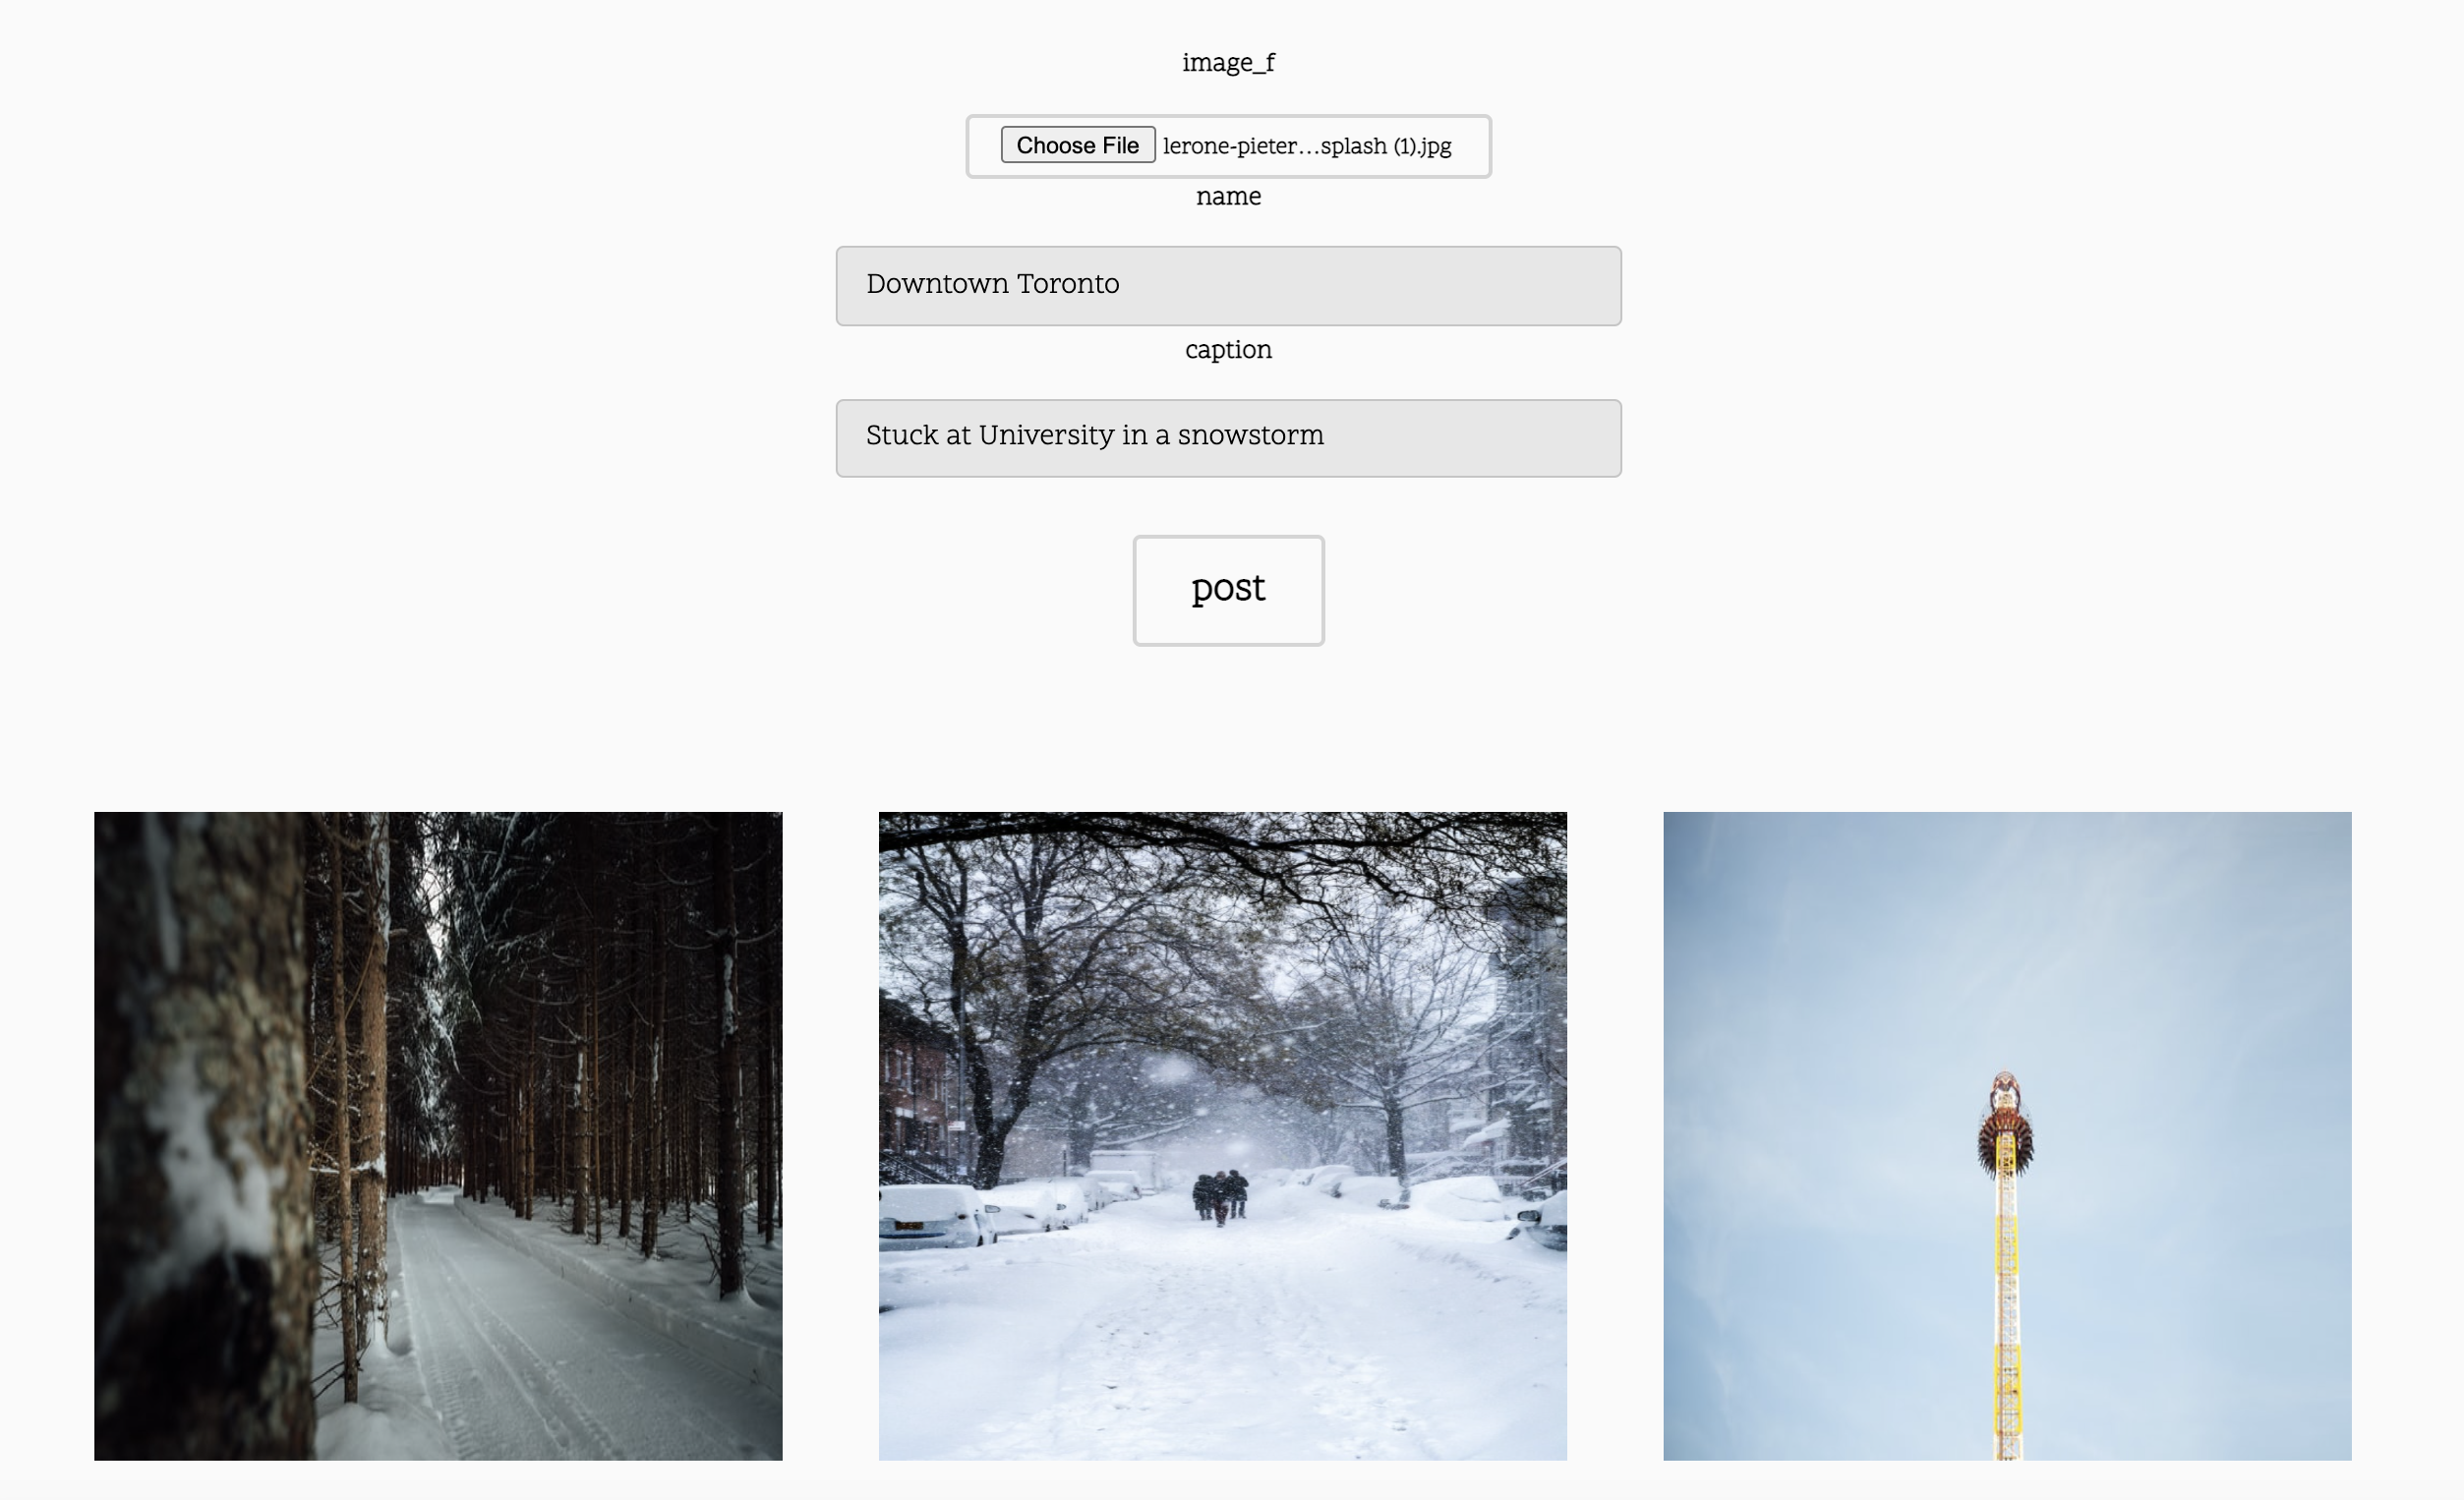 image_f
Choose File lerone-pieter...splash (1).jpg
name
Downtown Toronto
caption
Stuck at University in a snowstorm
post